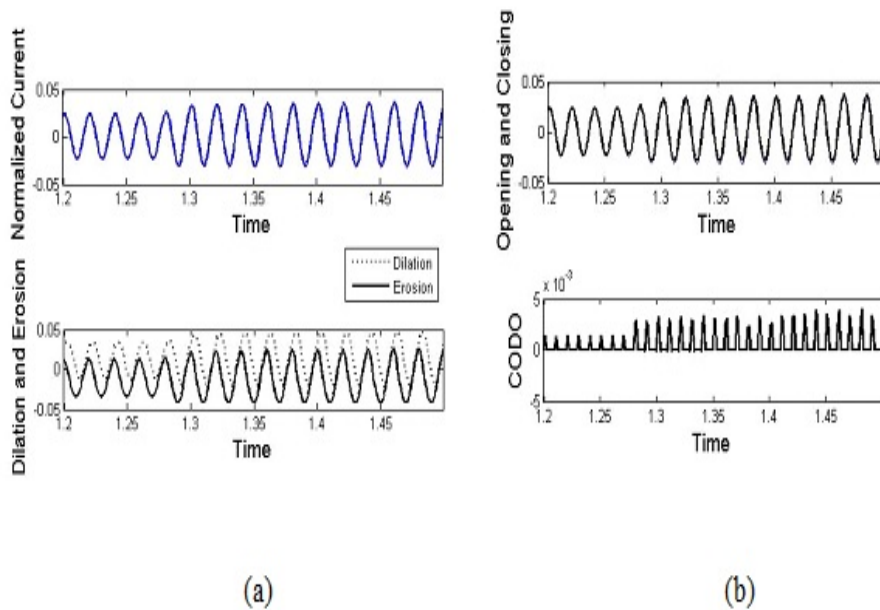 Normalized Current
0.05
0
-0.05
1.2 1.25 1.3 1.35 1.4 1.45
Time
Dilation and Erosion
Dilation
Erosion
0.05
0
-0.05
1.2 1.25 1.3 1.35 1.4 1.45
Time
(a)
Opening and Closing
0.05
0
-0.05
1.2 1.25 1.3 1.35 1.4 1.45
Time
CODO
5 x 10⁻³
0
-5
1.2 1.25 1.3 1.35 1.4 1.45
Time
(b)